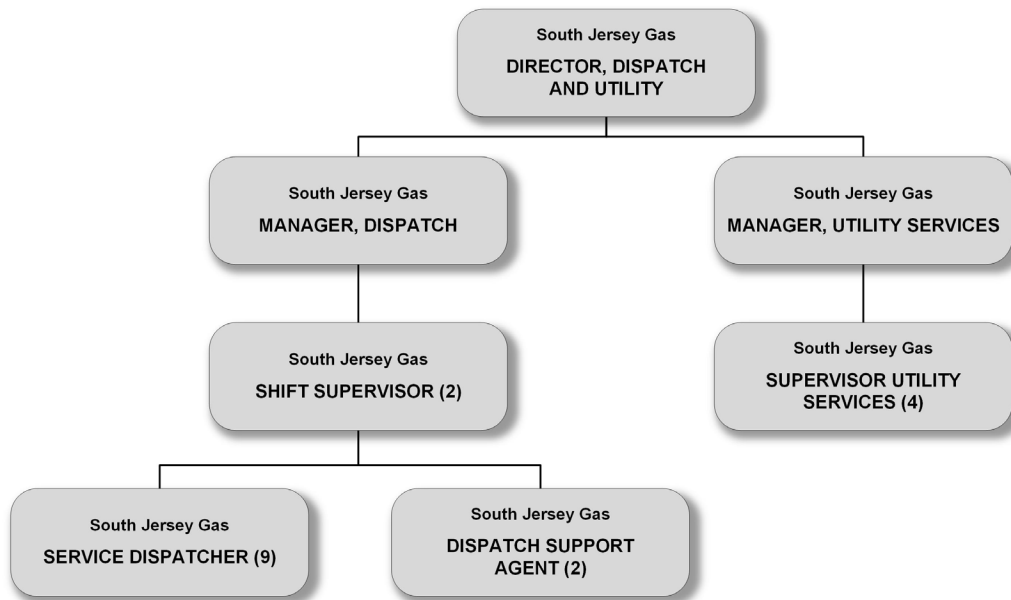 South Jersey Gas
DIRECTOR, DISPATCH
AND UTILITY
South Jersey Gas
MANAGER, DISPATCH
South Jersey Gas
MANAGER, UTILITY SERVICES
South Jersey Gas
SHIFT SUPERVISOR (2)
South Jersey Gas
SUPERVISOR UTILITY
SERVICES (4)
South Jersey Gas
SERVICE DISPATCHER (9)
South Jersey Gas
DISPATCH SUPPORT
AGENT (2)